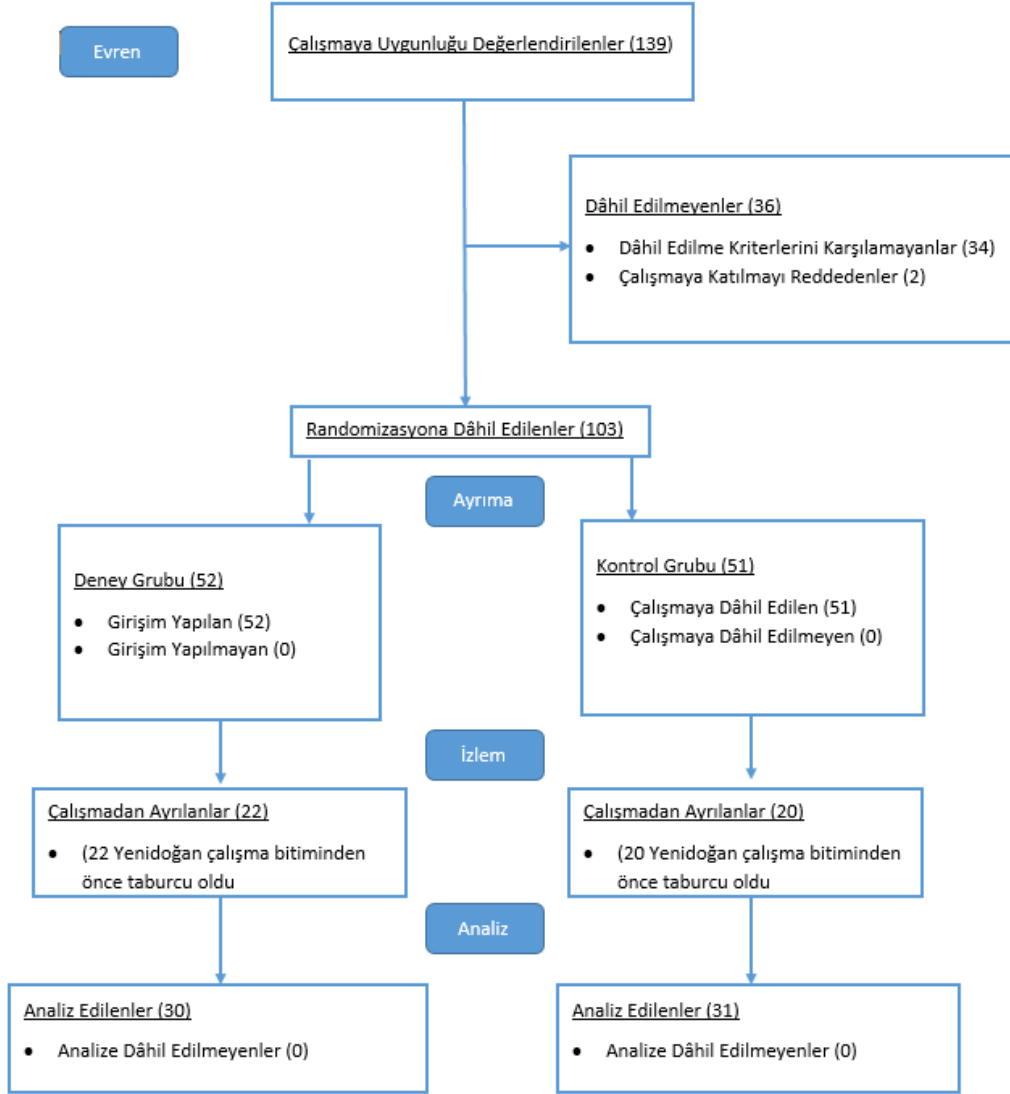 Evren
Çalışmaya Uygunluğu Değerlendirilenler (139)
Dâhil Edilmeyenler (36)
• Dâhil Edilme Kriterlerini Karşılamayanlar (34)
• Çalışmaya Katılmayı Reddedenler (2)
Randomizasyona Dâhil Edilenler (103)
Ayrıma
Deney Grubu (52)
• Girişim Yapılan (52)
• Girişim Yapılmayan (0)
Kontrol Grubu (51)
• Çalışmaya Dâhil Edilen (51)
• Çalışmaya Dâhil Edilmeyen (0)
İzlem
Çalışmadan Ayrılanlar (22)
• (22 Yenidoğan çalışma bitiminden
önce taburcu oldu
Çalışmadan Ayrılanlar (20)
• (20 Yenidoğan çalışma bitiminden
önce taburcu oldu
Analiz
Analiz Edilenler (30)
• Analize Dâhil Edilmeyenler (0)
Analiz Edilenler (31)
• Analize Dâhil Edilmeyenler (0)